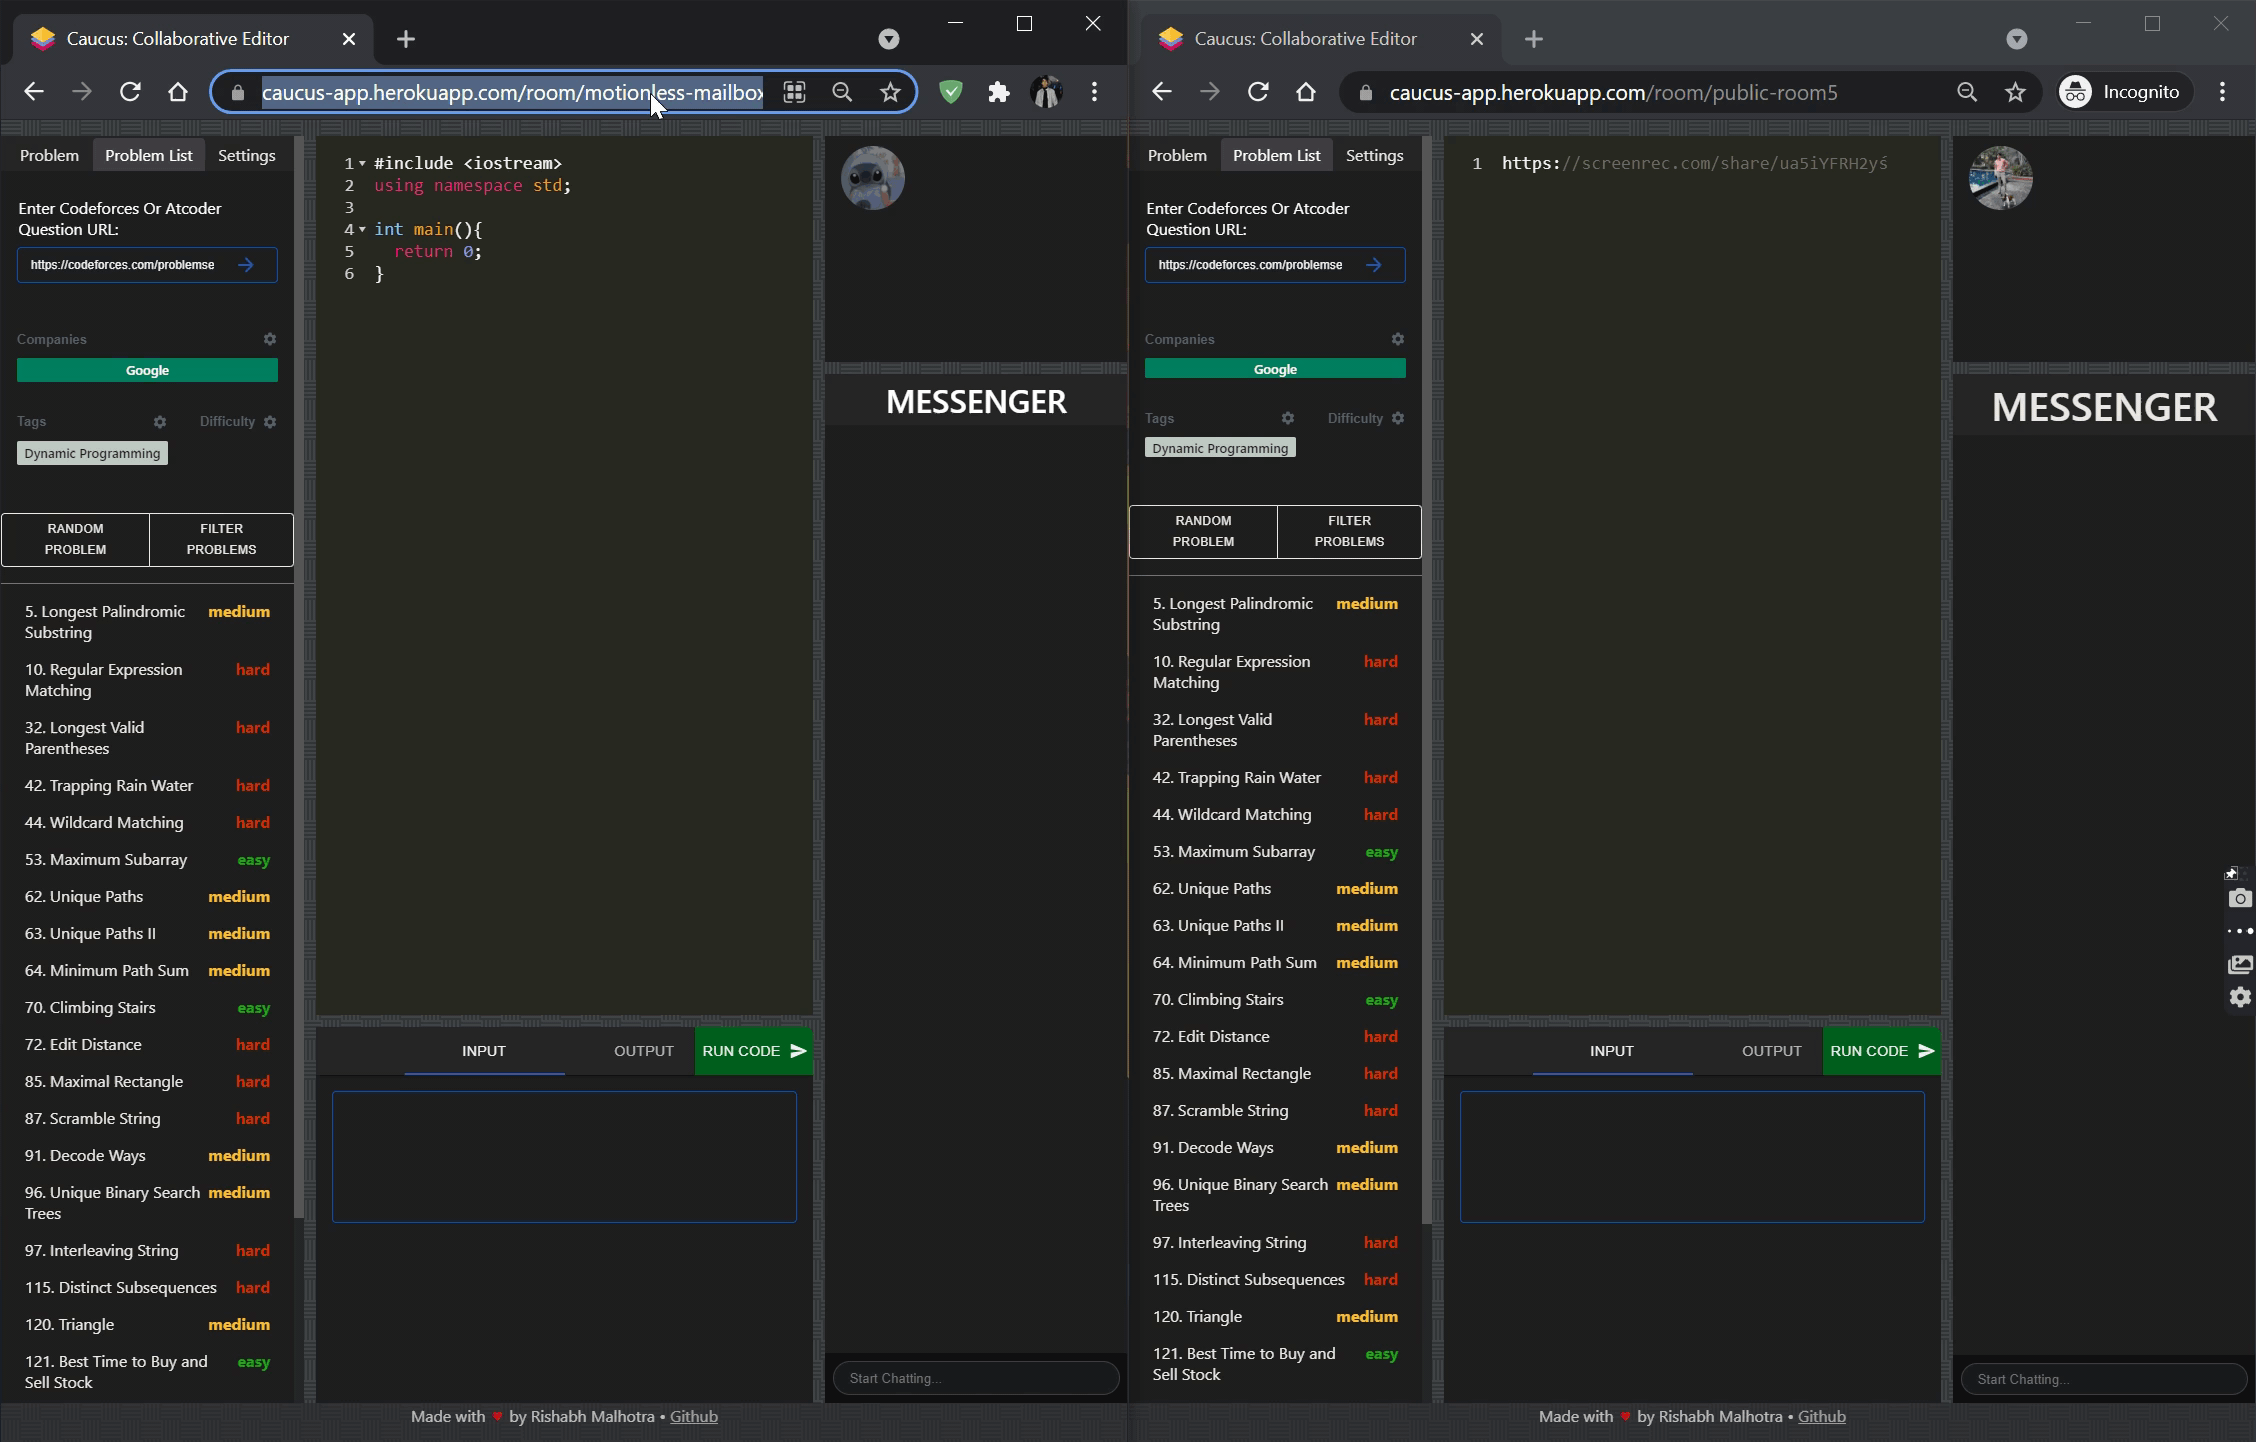 Caucus: Collaborative Editor
caucus-app.herokuapp.com/room/motionless-mailbox
Problem
Problem List
Settings
Enter Codeforces Or Atcoder
Question URL:
https://codeforces.com/problemse
Companies
Google
Tags
Difficulty
Dynamic Programming
RANDOM
PROBLEM
FILTER
PROBLEMS
5. Longest Palindromic
Substring
medium
10. Regular Expression
Matching
hard
32. Longest Valid
Parentheses
hard
42. Trapping Rain Water hard
44. Wildcard Matching hard
53. Maximum Subarray easy
62. Unique Paths medium
63. Unique Paths II medium
64. Minimum Path Sum medium
70. Climbing Stairs easy
72. Edit Distance hard
85. Maximal Rectangle hard
87. Scramble String hard
91. Decode Ways medium
96. Unique Binary Search
Trees
medium
97. Interleaving String hard
115. Distinct Subsequences hard
120. Triangle medium
121. Best Time to Buy and
Sell Stock
easy
1 #include <iostream>
2 using namespace std;
3
4 int main(){
5 return 0;
6 }
INPUT
OUTPUT
RUN CODE
MESSENGER
Start Chatting...
Made with ♥ by Rishabh Malhotra • Github
Caucus: Collaborative Editor
caucus-app.herokuapp.com/room/public-room5
Incognito
Problem
Problem List
Settings
Enter Codeforces Or Atcoder
Question URL:
https://codeforces.com/problemse
Companies
Google
Tags
Difficulty
Dynamic Programming
RANDOM
PROBLEM
FILTER
PROBLEMS
5. Longest Palindromic
Substring
medium
10. Regular Expression
Matching
hard
32. Longest Valid
Parentheses
hard
42. Trapping Rain Water hard
44. Wildcard Matching hard
53. Maximum Subarray easy
62. Unique Paths medium
63. Unique Paths II medium
64. Minimum Path Sum medium
70. Climbing Stairs easy
72. Edit Distance hard
85. Maximal Rectangle hard
87. Scramble String hard
91. Decode Ways medium
96. Unique Binary Search
Trees
medium
97. Interleaving String hard
115. Distinct Subsequences hard
120. Triangle medium
121. Best Time to Buy and
Sell Stock
easy
1 https://screenrec.com/share/ua5iYFRH2yś
INPUT
OUTPUT
RUN CODE
MESSENGER
Start Chatting...
Made with ♥ by Rishabh Malhotra • Github